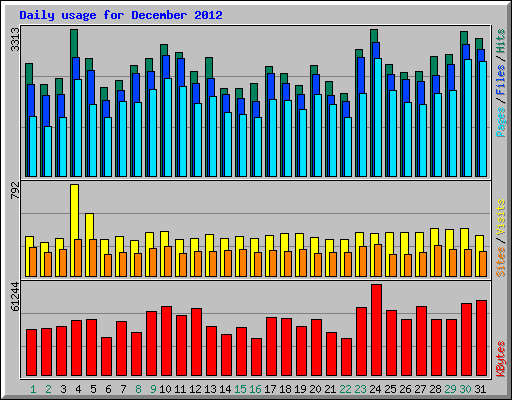 Daily usage for December 2012
3313
Pages / Files / Hits
792
Sites / Visits
61244
KBytes
1 2 3 4 5 6 7 8 9 10 11 12 13 14 15 16 17 18 19 20 21 22 23 24 25 26 27 28 29 30 31